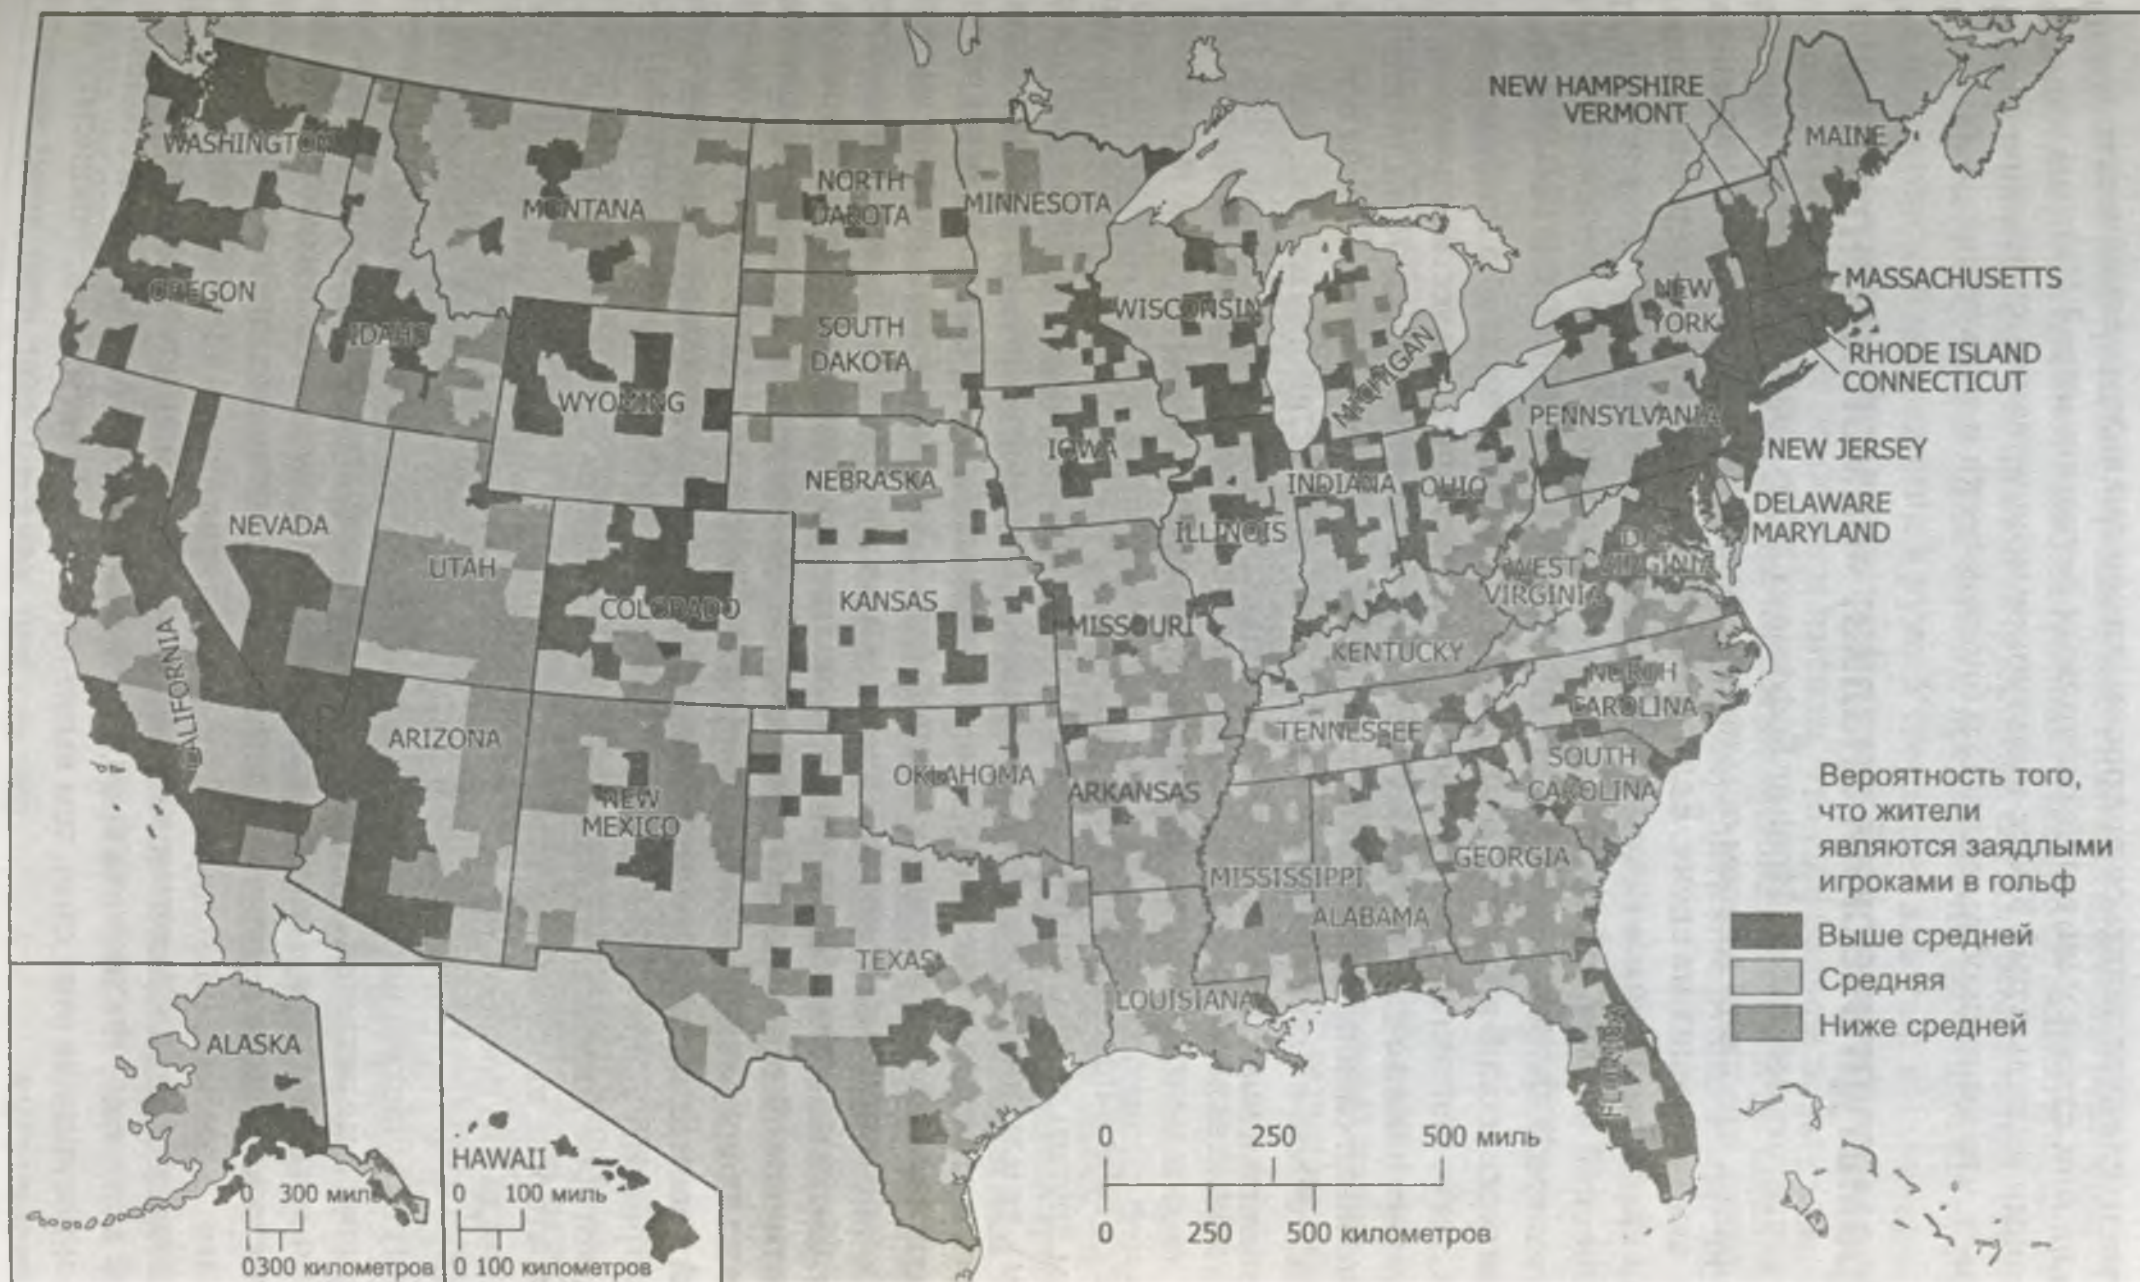 NEW HAMPSHIRE
VERMONT
MAINE
WASHINGTON
MONTANA
NORTH
DAKOTA
MINNESOTA
OREGON
IDAHO
WYOMING
SOUTH
DAKOTA
WISCONSIN
MICHIGAN
NEW
YORK
MASSACHUSETTS
RHODE ISLAND
CONNECTICUT
PENNSYLVANIA
NEW JERSEY
DELAWARE
MARYLAND
D.C.
NEVADA
UTAH
COLORADO
NEBRASKA
IOWA
ILLINOIS
INDIANA
OHIO
WEST
VIRGINIA
VIRGINIA
CALIFORNIA
KANSAS
MISSOURI
KENTUCKY
NORTH
CAROLINA
ARIZONA
NEW
MEXICO
OKLAHOMA
ARKANSAS
TENNESSEE
SOUTH
CAROLINA
TEXAS
LOUISIANA
MISSISSIPPI
ALABAMA
GEORGIA
FLORIDA
Вероятность того,
что жители
являются заядлыми
игроками в гольф
Выше средней
Средняя
Ниже средней
ALASKA
0 300 миль
0300 километров
HAWAII
0 100 миль
0 100 километров
0 250 500 миль
0 250 500 километров